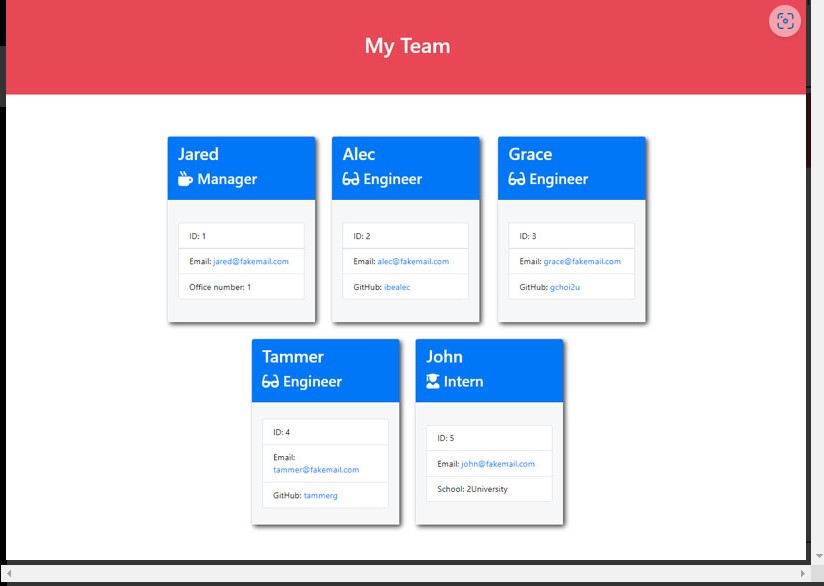 My Team
Jared
Manager
ID: 1
Email: jared@fakemail.com
Office number: 1
Alec
Engineer
ID: 2
Email: alec@fakemail.com
GitHub: ibealec
Grace
Engineer
ID: 3
Email: grace@fakemail.com
GitHub: gchoi2u
Tammer
Engineer
ID: 4
Email:
tammer@fakemail.com
GitHub: tammerg
John
Intern
ID: 5
Email: john@fakemail.com
School: 2University